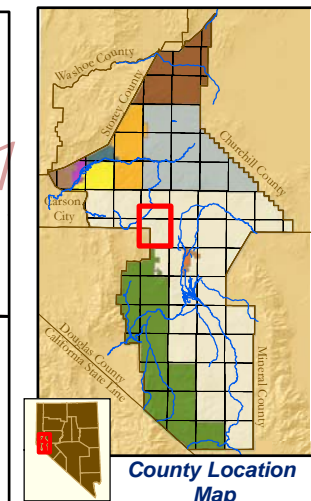 Washoe County
Storey County
Churchill County
Carson
City
Douglas County
California State Line
Mineral County
County Location
Map